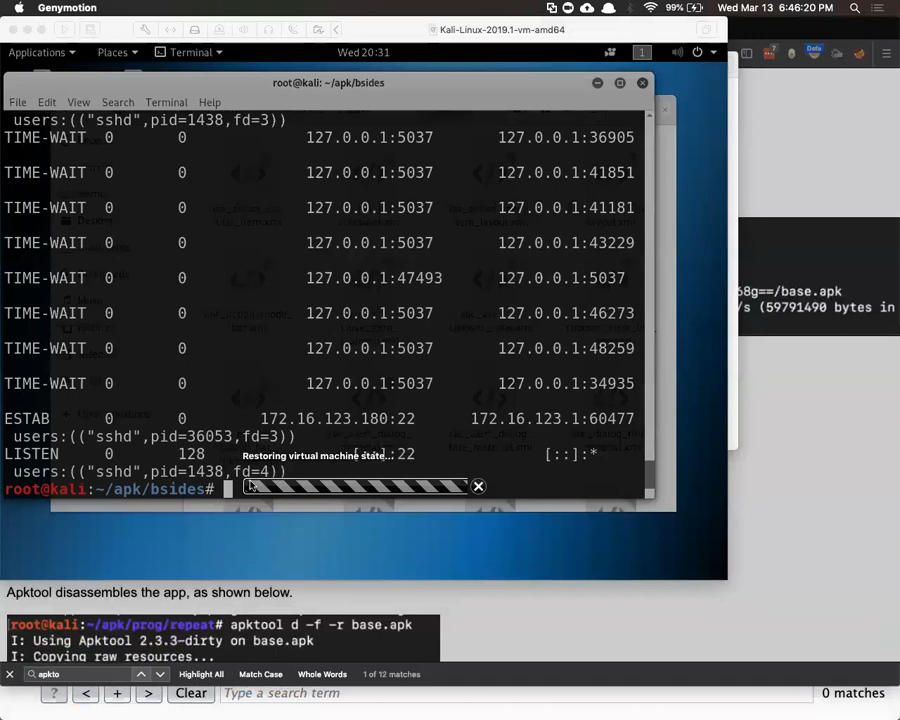 Genymotion
99%
Wed Mar 13 6:46:20 PM
Kali-Linux-2019.1-vm-amd64
Applications
Places
Terminal
Wed 20:31
1
7
Defa
root@kali: ~/apk/bsides
File Edit View Search Terminal Help
users:(("sshd",pid=1438,fd=3))
TIME-WAIT 0 0 127.0.0.1:5037 127.0.0.1:36905
TIME-WAIT 0 0 127.0.0.1:5037 127.0.0.1:41851
TIME-WAIT 0 0 127.0.0.1:5037 127.0.0.1:41181
TIME-WAIT 0 0 127.0.0.1:5037 127.0.0.1:43229
TIME-WAIT 0 0 127.0.0.1:47493 127.0.0.1:5037
TIME-WAIT 0 0 127.0.0.1:5037 127.0.0.1:46273
TIME-WAIT 0 0 127.0.0.1:5037 127.0.0.1:48259
TIME-WAIT 0 0 127.0.0.1:5037 127.0.0.1:34935
ESTAB 0 0 172.16.123.180:22 172.16.123.1:60477
users:(("sshd",pid=36053,fd=3))
LISTEN 0 128 [::]:22 [::]:*
Restoring virtual machine state...
users:(("sshd",pid=1438,fd=4))
root@kali:~/apk/bsides#
68g==/base.apk
/s (59791490 bytes in
Apktool disassembles the app, as shown below.
root@kali:~/apk/prog/repeat# apktool d -f -r base.apk
I: Using Apktool 2.3.3-dirty on base.apk
I: Copying raw resources...
apkto
Highlight All
Match Case
Whole Words
1 of 12 matches
? < + > Clear Type a search term 0 matches